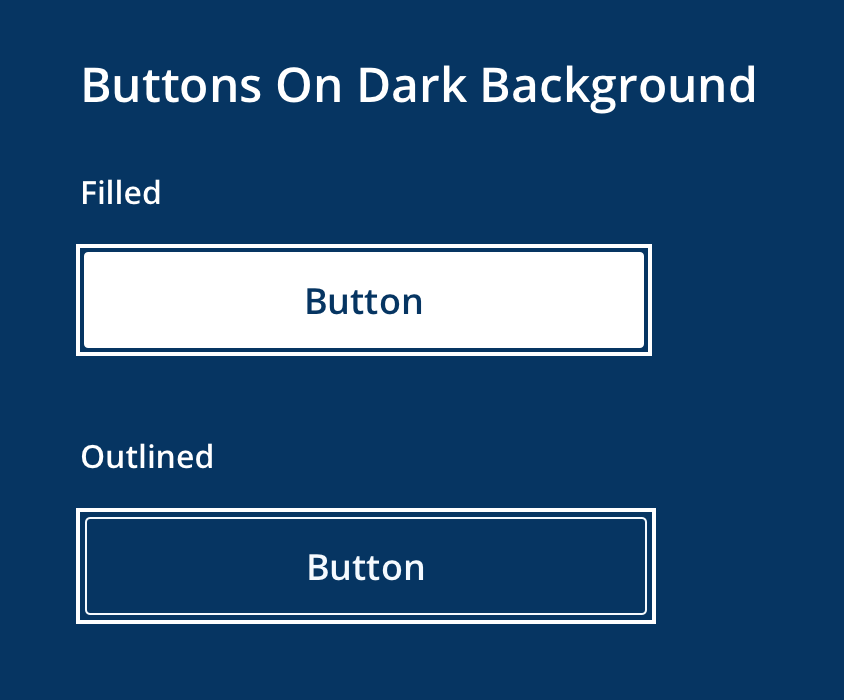 Buttons On Dark Background
Filled
Button
Outlined
Button